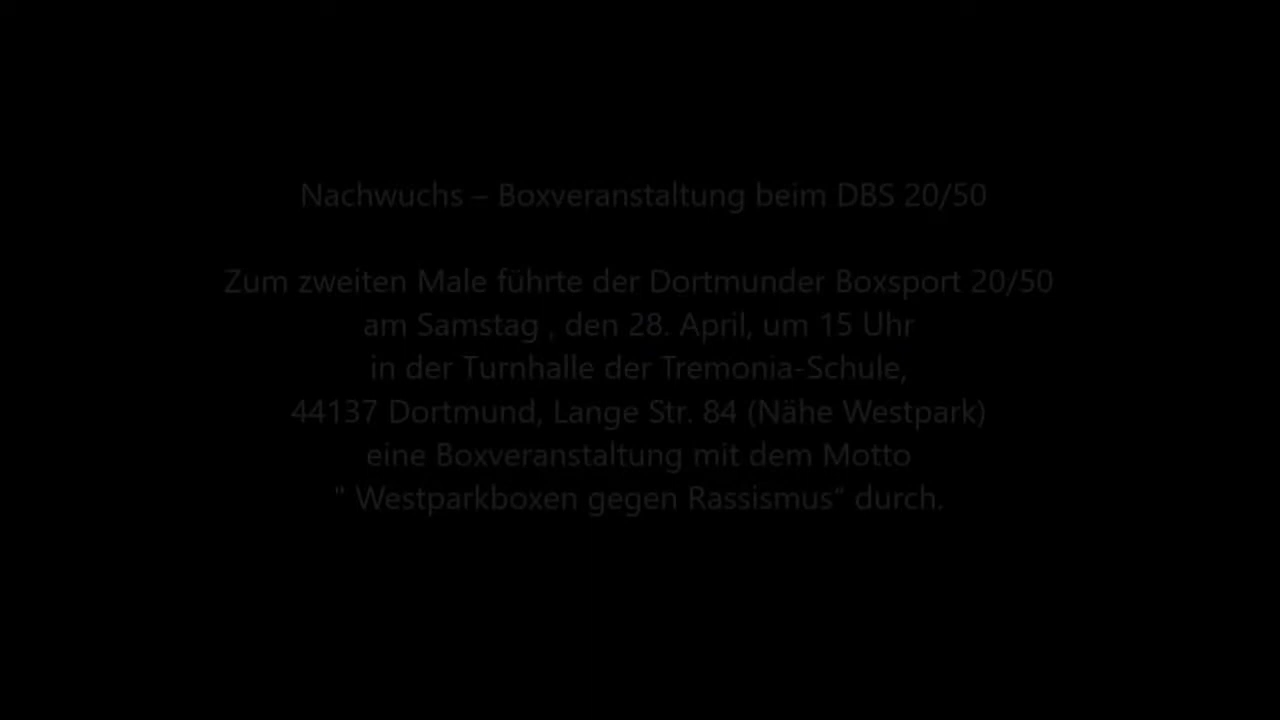 Nachwuchs – Boxveranstaltung beim DBS 20/50
Zum zweiten Male führte der Dortmunder Boxsport 20/50
am Samstag , den 28. April, um 15 Uhr
in der Turnhalle der Tremonia-Schule,
44137 Dortmund, Lange Str. 84 (Nähe Westpark)
eine Boxveranstaltung mit dem Motto
" Westparkboxen gegen Rassismus“ durch.